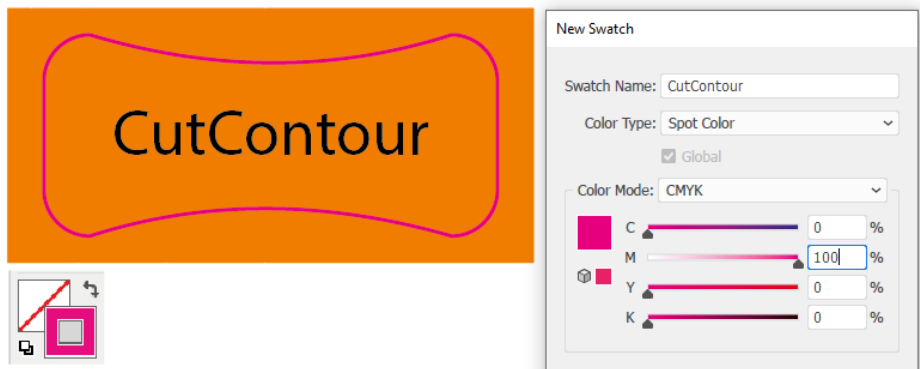 CutContour
New Swatch
Swatch Name: CutContour
Color Type: Spot Color
Global
Color Mode: CMYK
C 0 %
M 100 %
Y 0 %
K 0 %